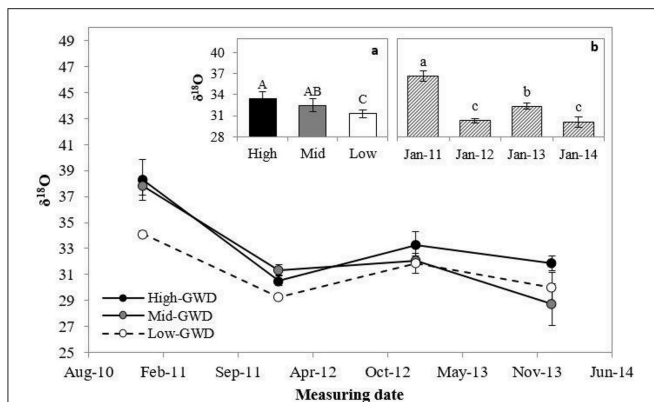 49
47
45
43
41
39
37
35
33
31
29
27
25
δ¹⁸O
40
37
34
31
28
δ¹⁸O
a
A
AB
C
High Mid Low
b
a
c
b
c
Jan-11 Jan-12 Jan-13 Jan-14
High-GWD
Mid-GWD
Low-GWD
Aug-10 Feb-11 Sep-11 Apr-12 Oct-12 May-13 Nov-13 Jun-14
Measuring date